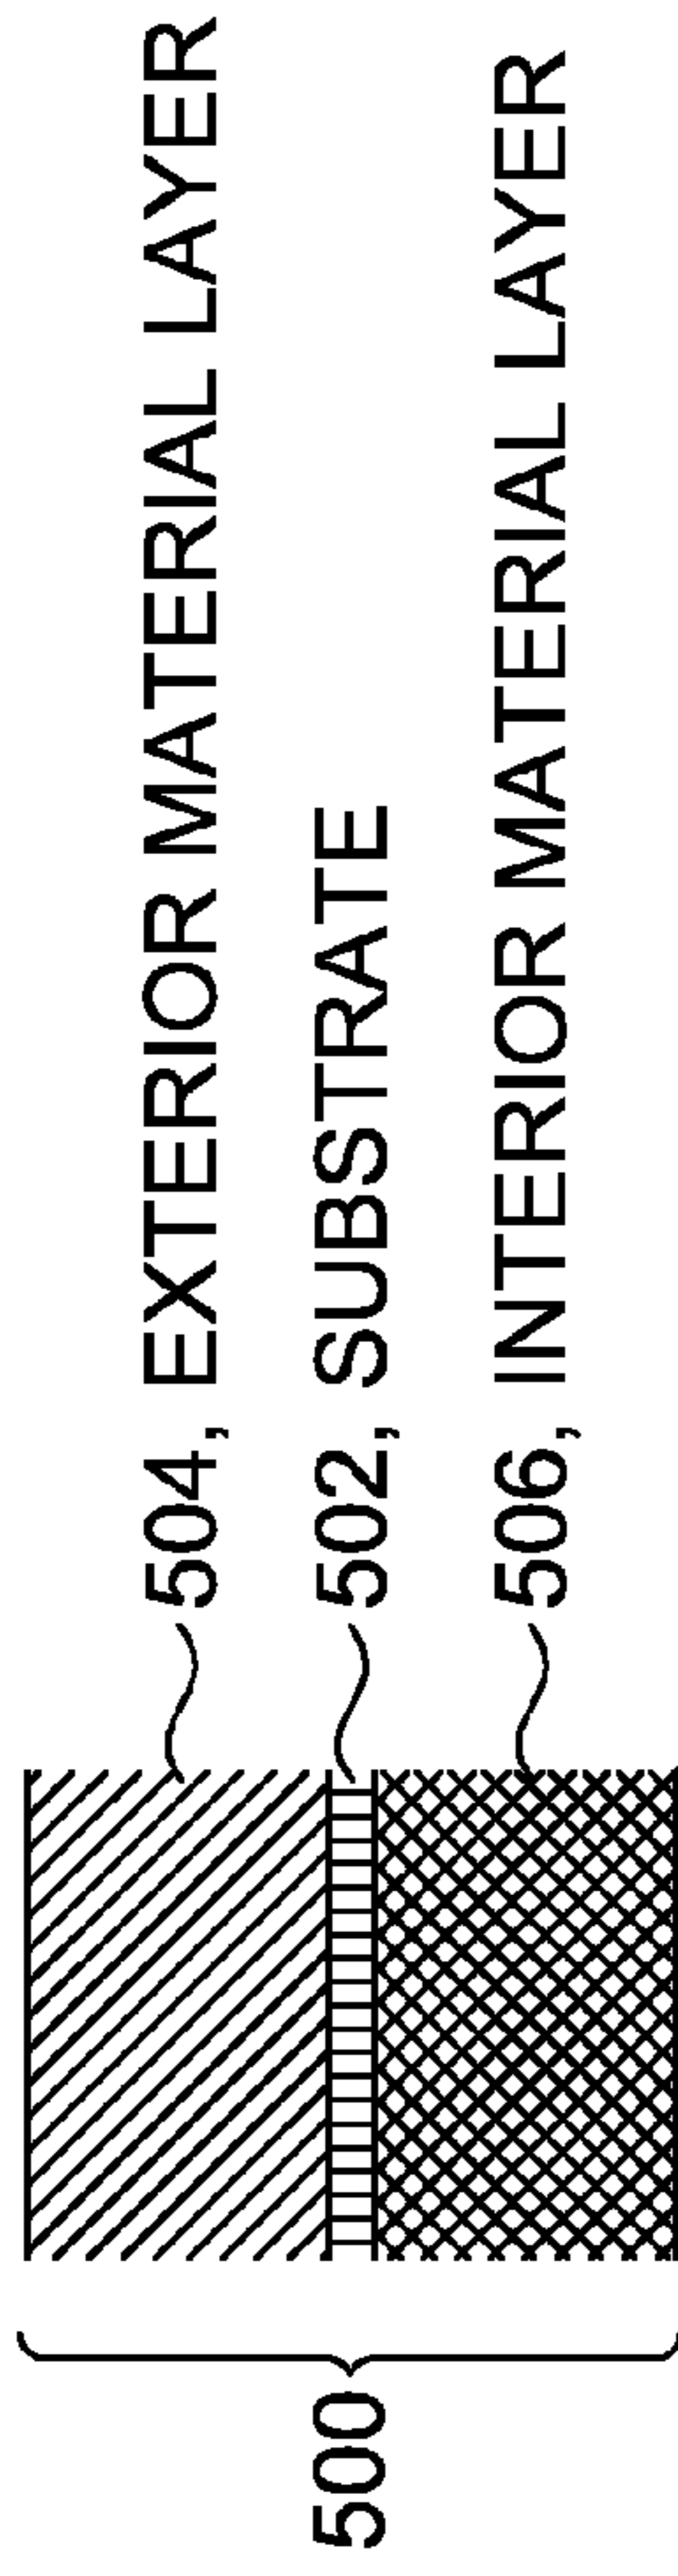 504, EXTERIOR MATERIAL LAYER
502, SUBSTRATE
506, INTERIOR MATERIAL LAYER
500